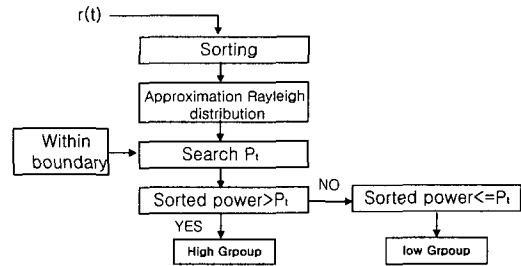 r(t)
Sorting
Approximation Rayleigh
distribution
Within
boundary
Search Pt
Sorted power>Pt
NO
Sorted power<=Pt
YES
High Grpoup
low Grpoup